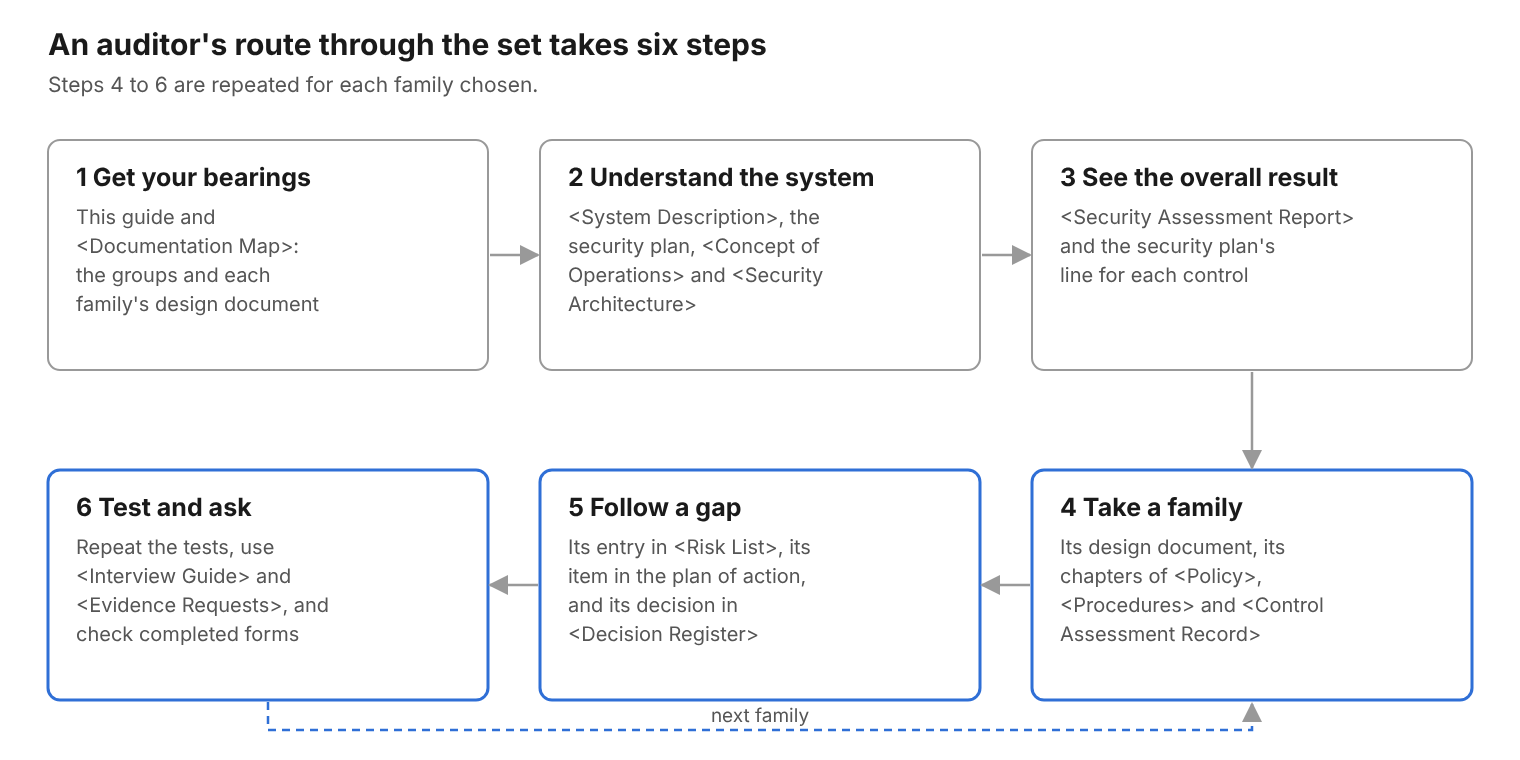 An auditor's route through the set takes six steps
Steps 4 to 6 are repeated for each family chosen.
1 Get your bearings
This guide and
<Documentation Map>:
the groups and each
family's design document
2 Understand the system
<System Description>, the
security plan, <Concept of
Operations> and <Security
Architecture>
3 See the overall result
<Security Assessment Report>
and the security plan's
line for each control
4 Take a family
Its design document, its
chapters of <Policy>,
<Procedures> and <Control
Assessment Record>
5 Follow a gap
Its entry in <Risk List>, its
item in the plan of action,
and its decision in
<Decision Register>
6 Test and ask
Repeat the tests, use
<Interview Guide> and
<Evidence Requests>, and
check completed forms
next family